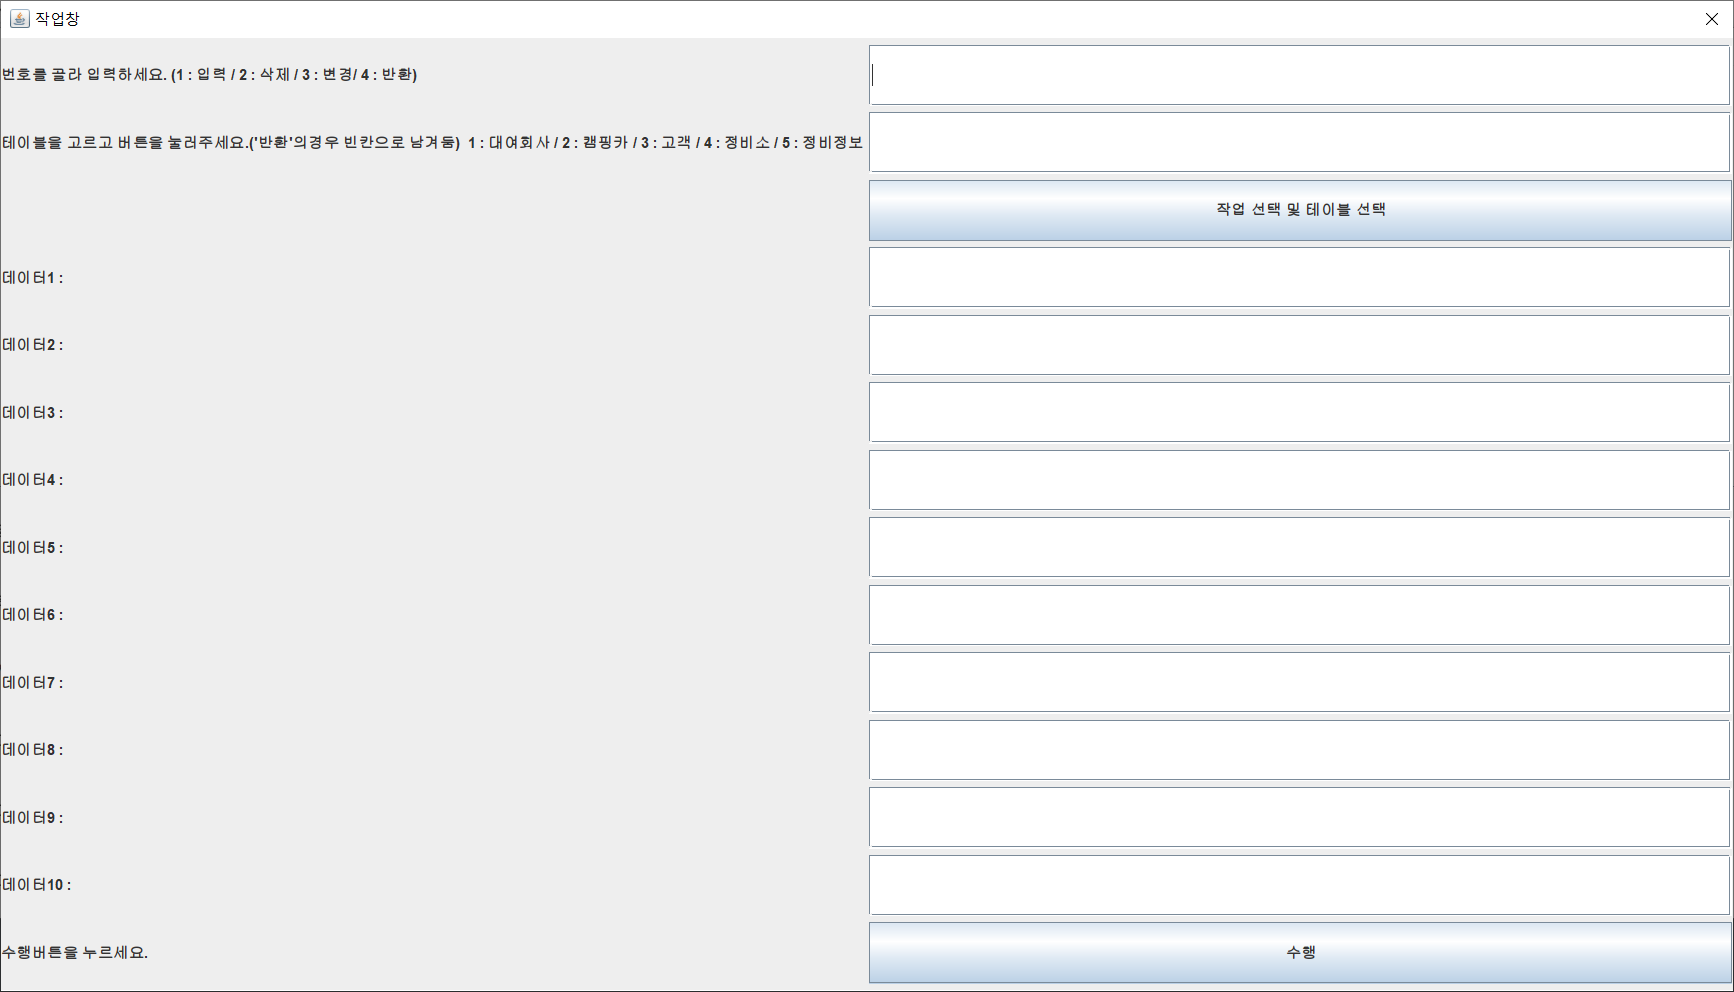 작업창
번호를 골라 입력하세요. (1 : 입력 / 2 : 삭제 / 3 : 변경/ 4 : 반환)
테이블을 고르고 버튼을 눌러주세요.('반환'의경우 빈칸으로 남겨둠)  1 : 대여회사 / 2 : 캠핑카 / 3 : 고객 / 4 : 정비소 / 5 : 정비정보
작업 선택 및 테이블 선택
데이터1 :
데이터2 :
데이터3 :
데이터4 :
데이터5 :
데이터6 :
데이터7 :
데이터8 :
데이터9 :
데이터10 :
수행버튼을 누르세요.
수행